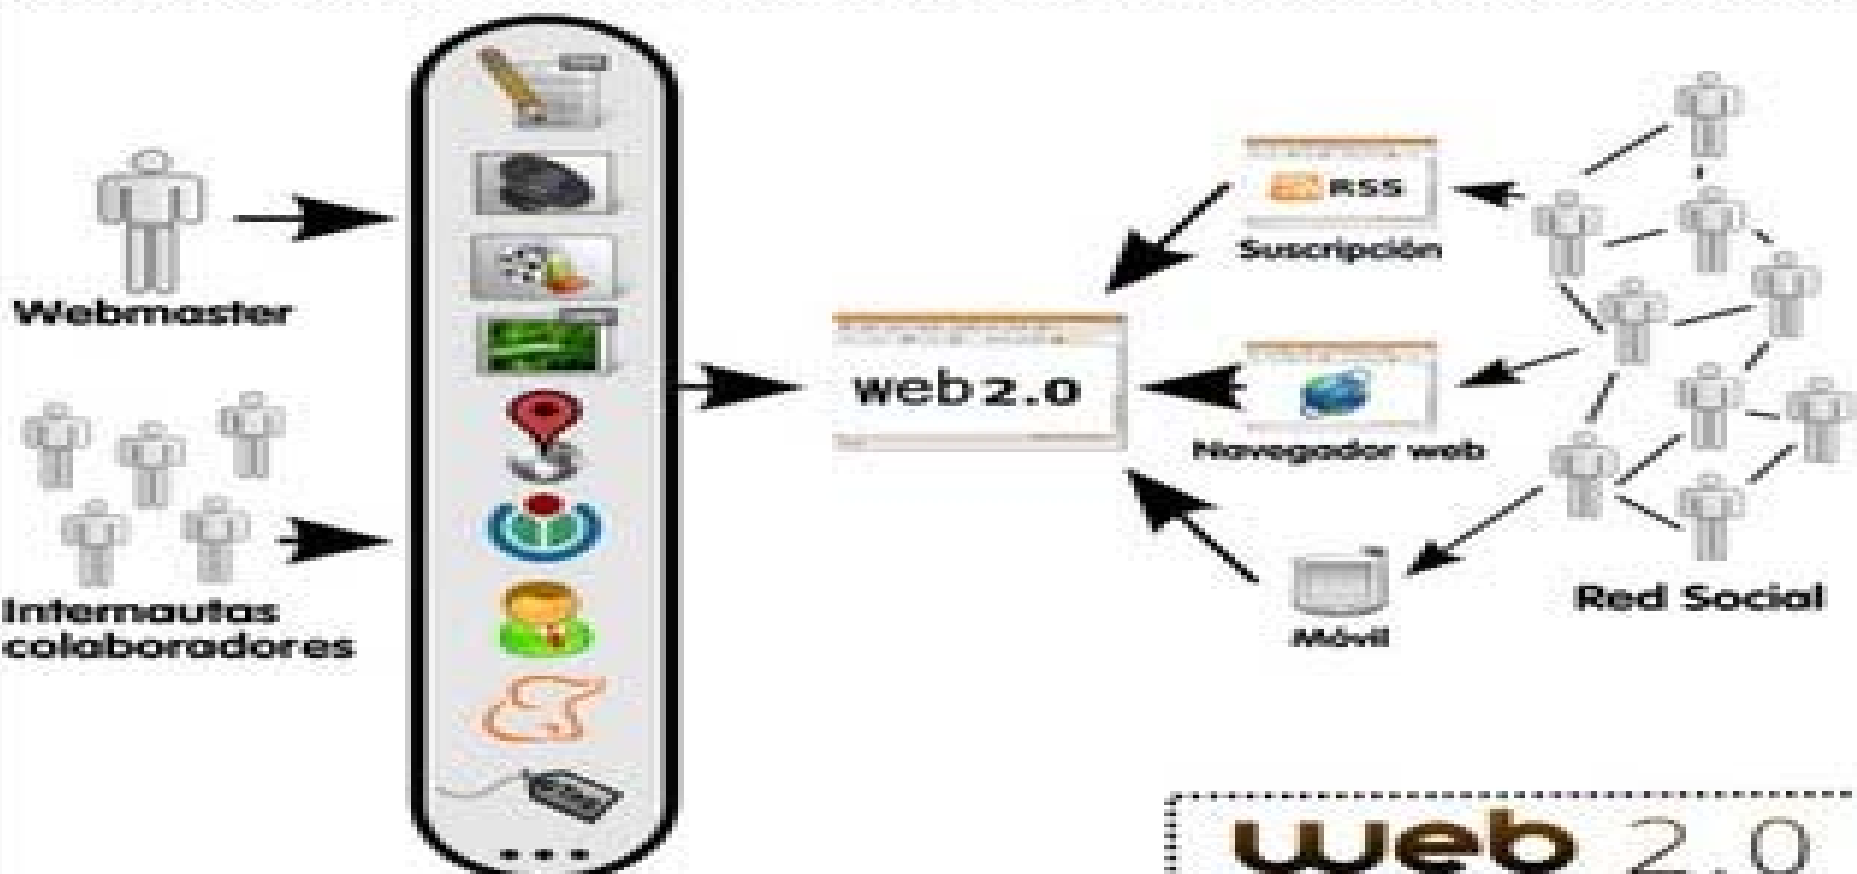 Webmaster
Internautas
colaboradores
web 2.0
RSS
Suscripción
Navegador web
Móvil
Red Social
web 2.0